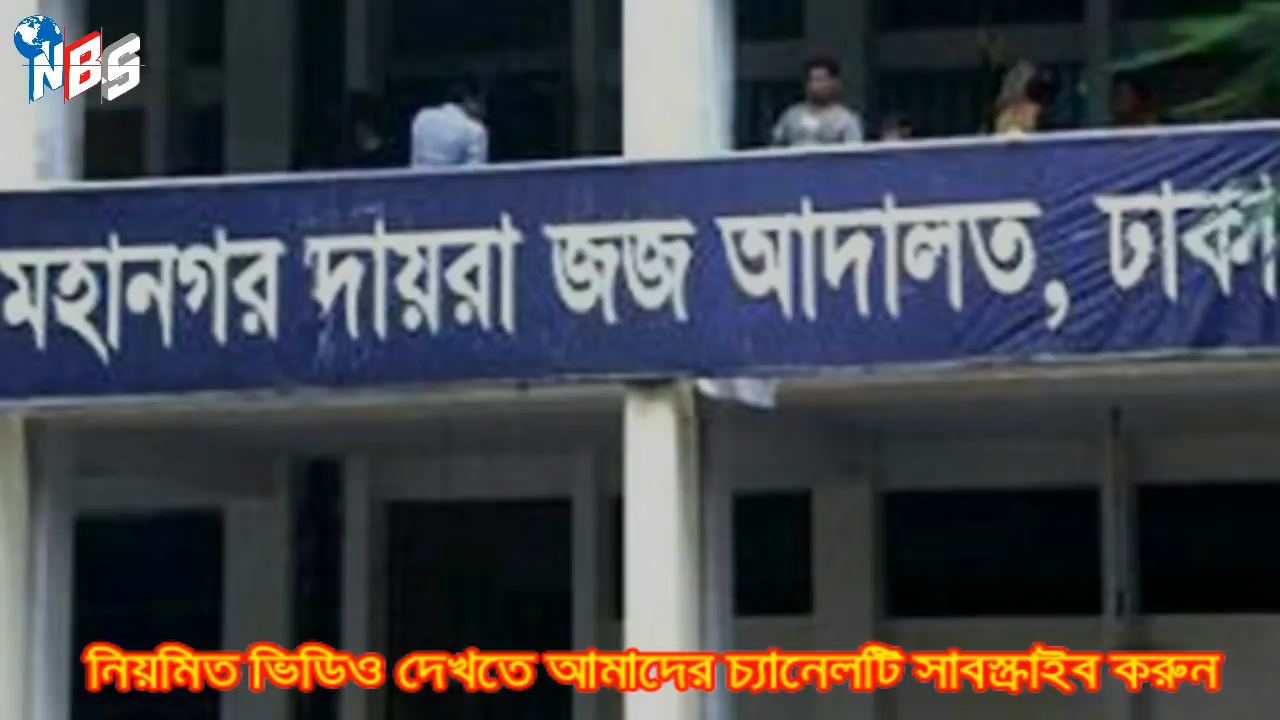 NBS
মহানগর দায়রা জজ আদালত, ঢাকা
নিয়মিত ভিডিও দেখতে আমাদের চ্যানেলটি সাবস্ক্রাইব করুন